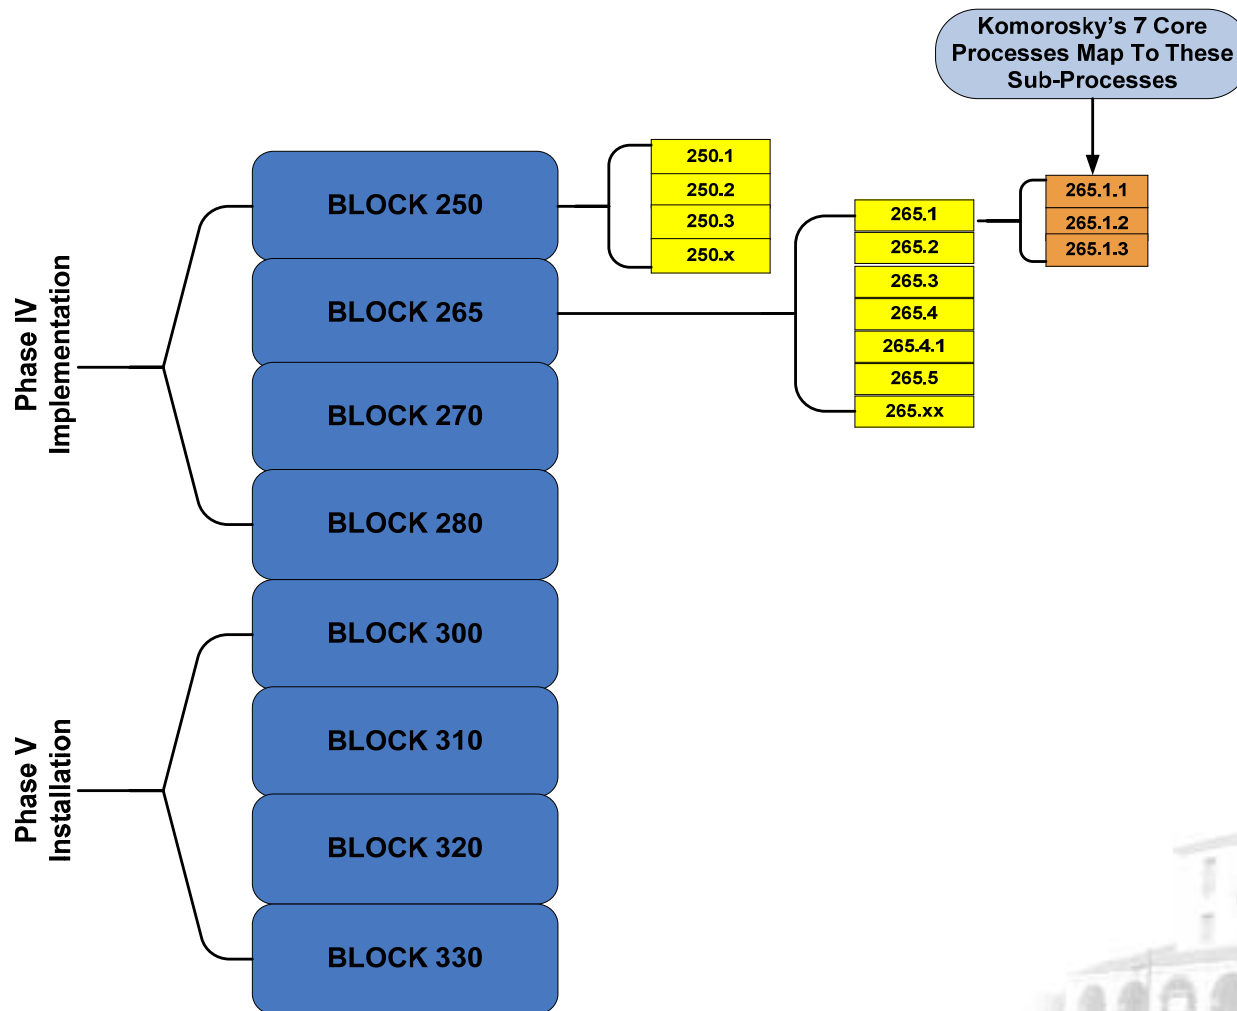 Komorosky's 7 Core
Processes Map To These
Sub-Processes
Phase IV
Implementation
BLOCK 250
BLOCK 265
BLOCK 270
BLOCK 280
250.1
250.2
250.3
250.x
265.1
265.2
265.3
265.4
265.4.1
265.5
265.xx
265.1.1
265.1.2
265.1.3
Phase V
Installation
BLOCK 300
BLOCK 310
BLOCK 320
BLOCK 330